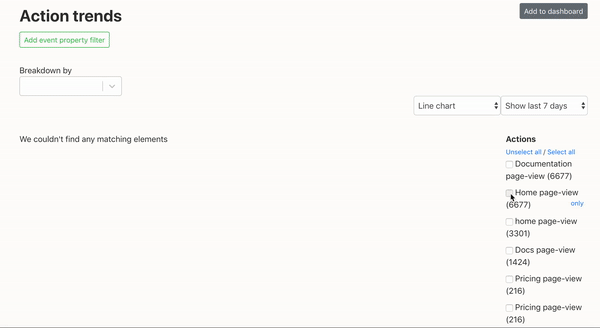 Action trends
Add to dashboard
Add event property filter
Breakdown by
Line chart
Show last 7 days
We couldn't find any matching elements
Actions
Unselect all / Select all
Documentation
page-view (6677)
Home page-view
(6677)
only
home page-view
(3301)
Docs page-view
(1424)
Pricing page-view
(216)
Pricing page-view
(216)